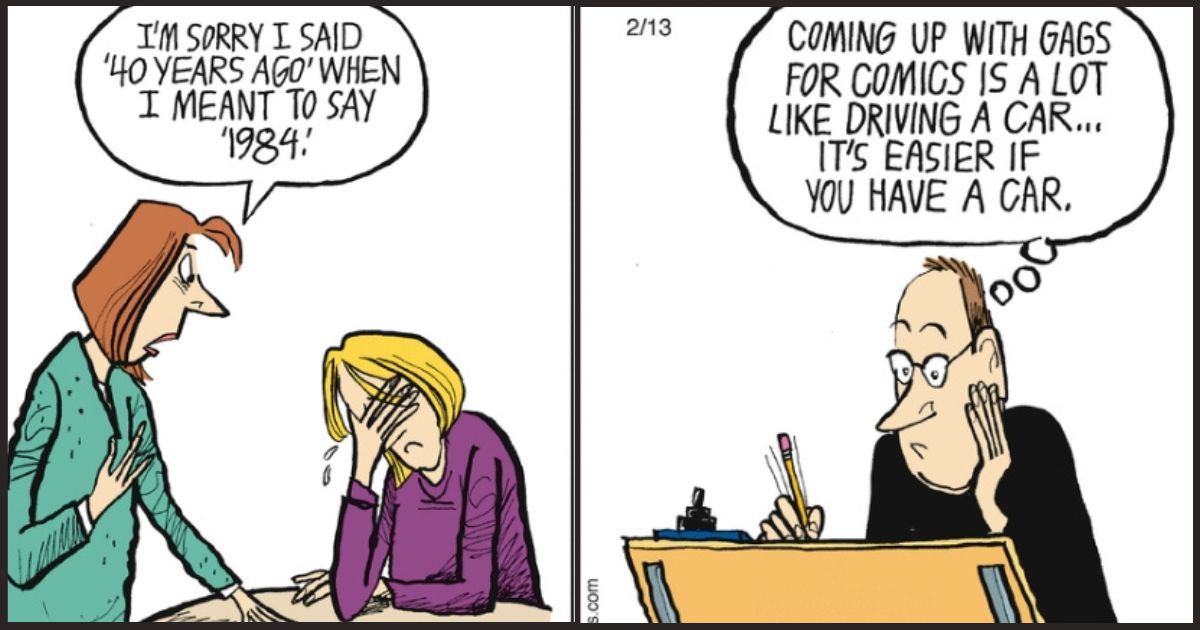 I'M SORRY I SAID
'40 YEARS AGO' WHEN
I MEANT TO SAY
'1984.'
2/13
COMING UP WITH GAGS
FOR COMICS IS A LOT
LIKE DRIVING A CAR...
IT'S EASIER IF
YOU HAVE A CAR.
s.com